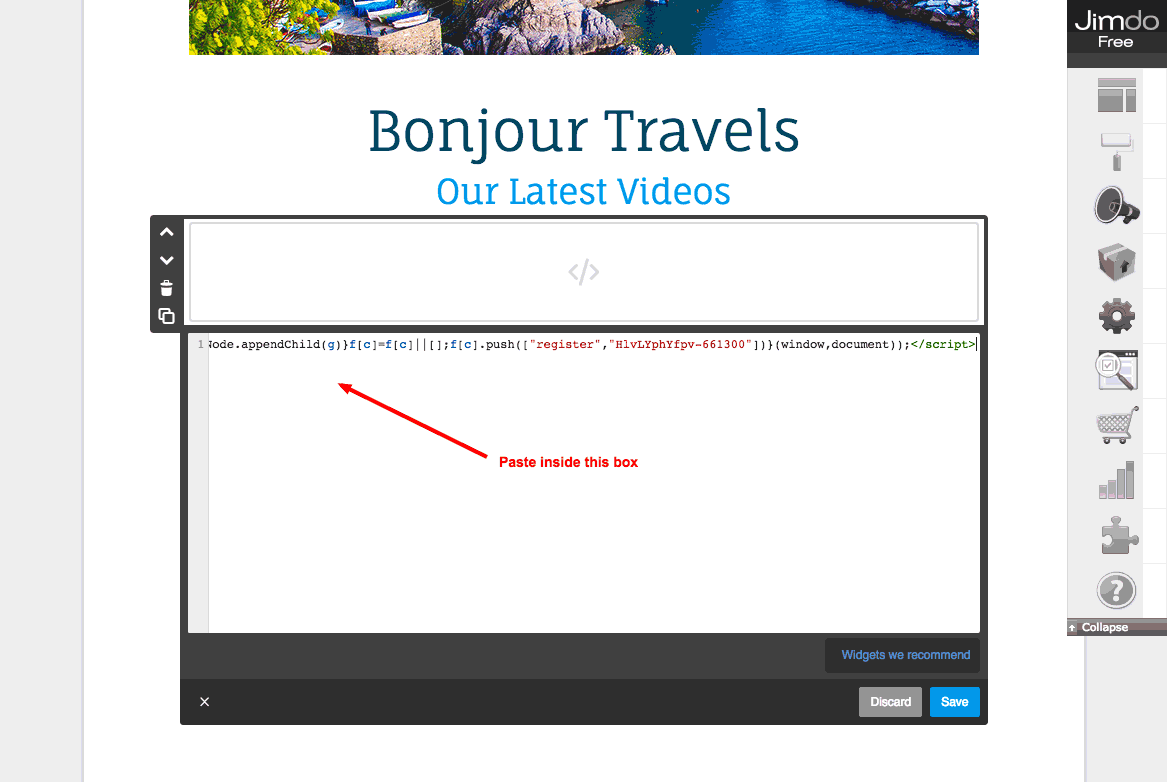 Jimdo
Free
Bonjour Travels
Our Latest Videos
</>
1 Node.appendChild(g)}f[c]=f[c]||[];f[c].push(["register","HlvLYphYfpv-661300"])}(window,document));</script>
Paste inside this box
?
Collapse
Widgets we recommend
Discard
Save